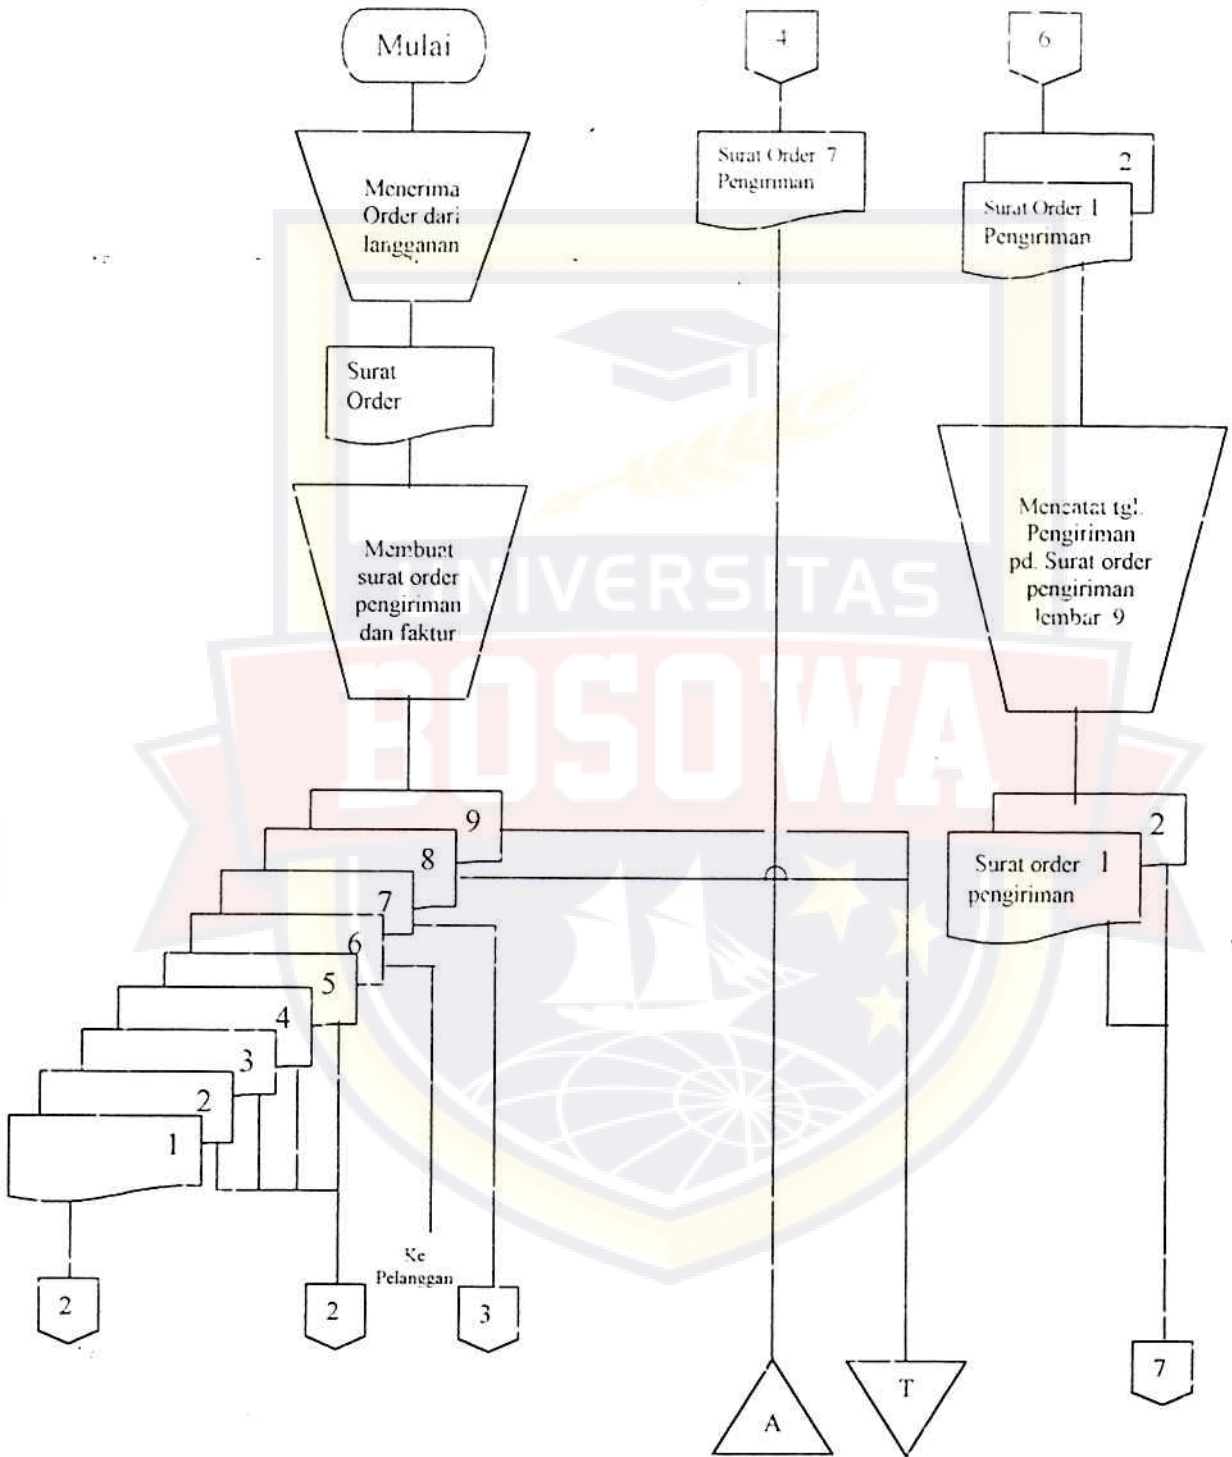 Mulai
Menerima
Order dari
langganan
Surat
Order
Membuat
surat order
pengiriman
dan faktur
9
8
7
6
5
4
3
2
1
2
2
Ke
Pelanggan
3
4
Surat Order 7
Pengiriman
A
T
6
2
Surat Order 1
Pengiriman
Mencatat tgl.
Pengiriman
pd. Surat order
pengiriman
lembar 9
2
Surat order 1
pengiriman
7
UNIVERSITAS
BOSOWA